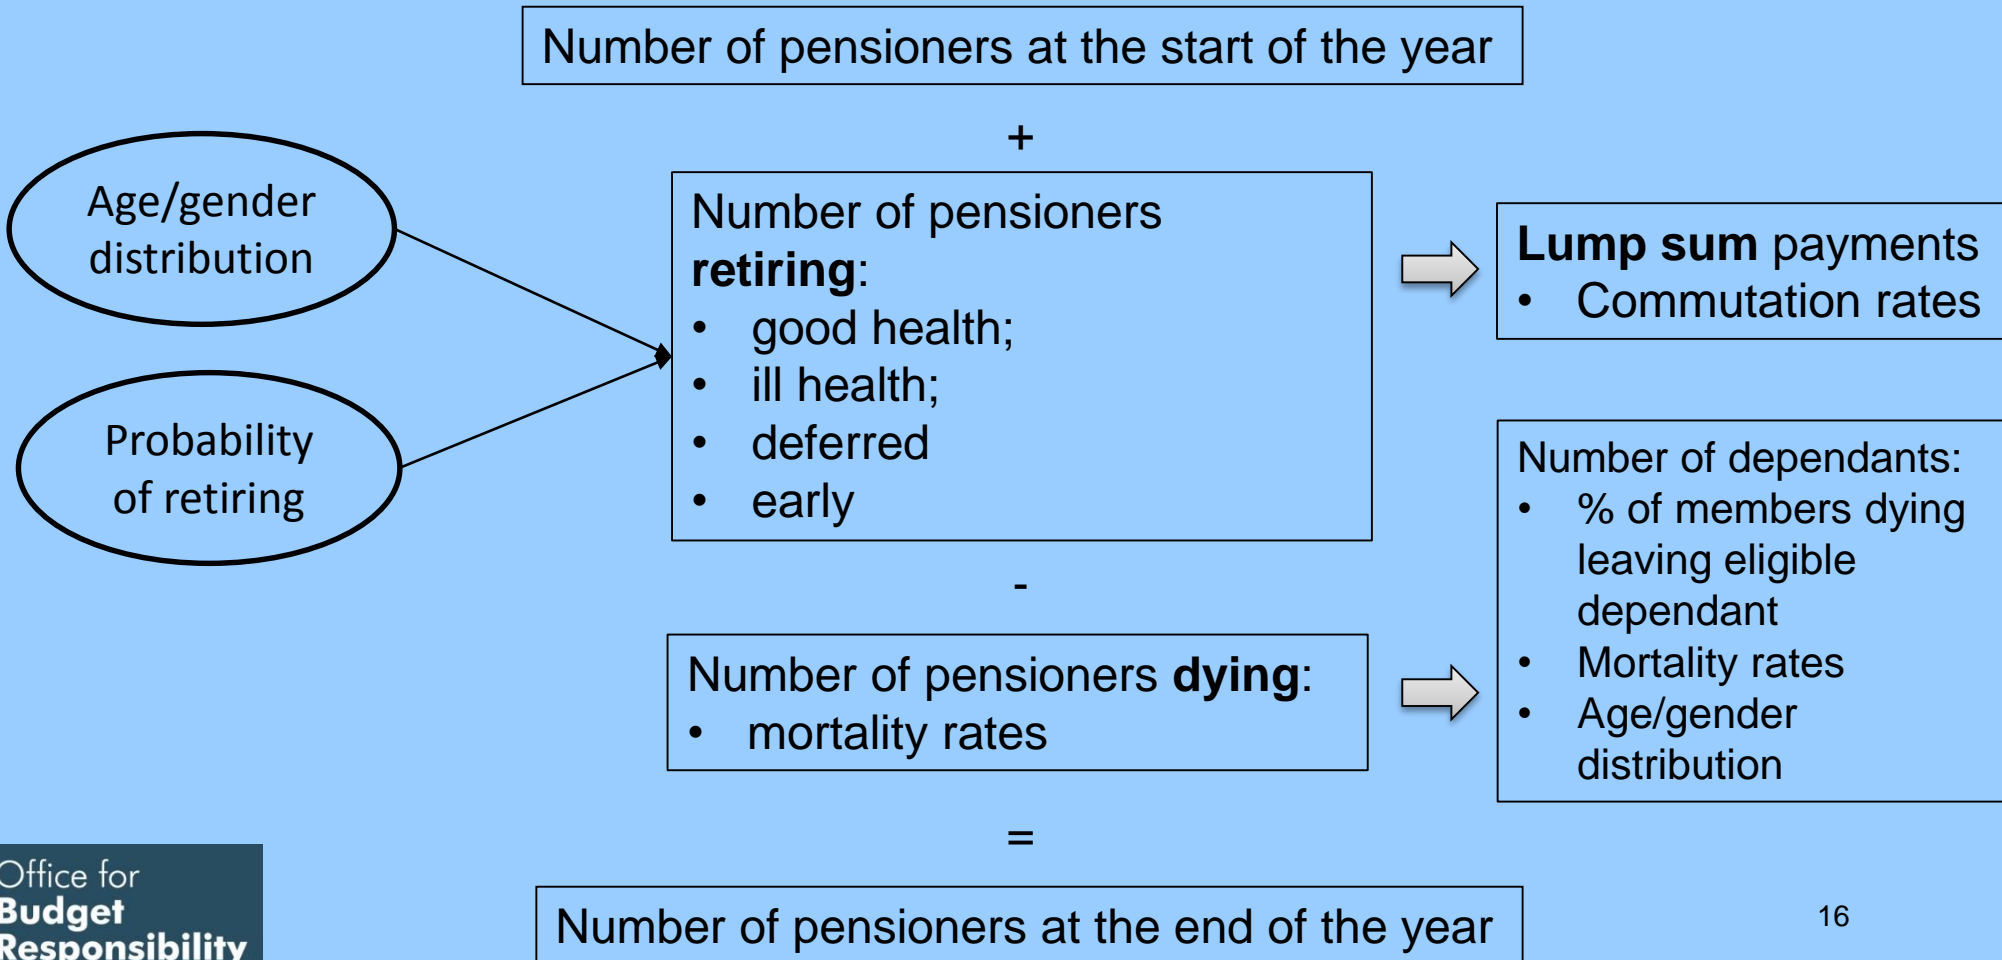 Number of pensioners at the start of the year
+
Age/gender
distribution
Probability
of retiring
Number of pensioners
retiring:
• good health;
• ill health;
• deferred
• early
Lump sum payments
• Commutation rates
-
Number of pensioners dying:
• mortality rates
Number of dependants:
• % of members dying
leaving eligible
dependant
• Mortality rates
• Age/gender
distribution
=
Number of pensioners at the end of the year
Office for
Budget
Responsibility
16